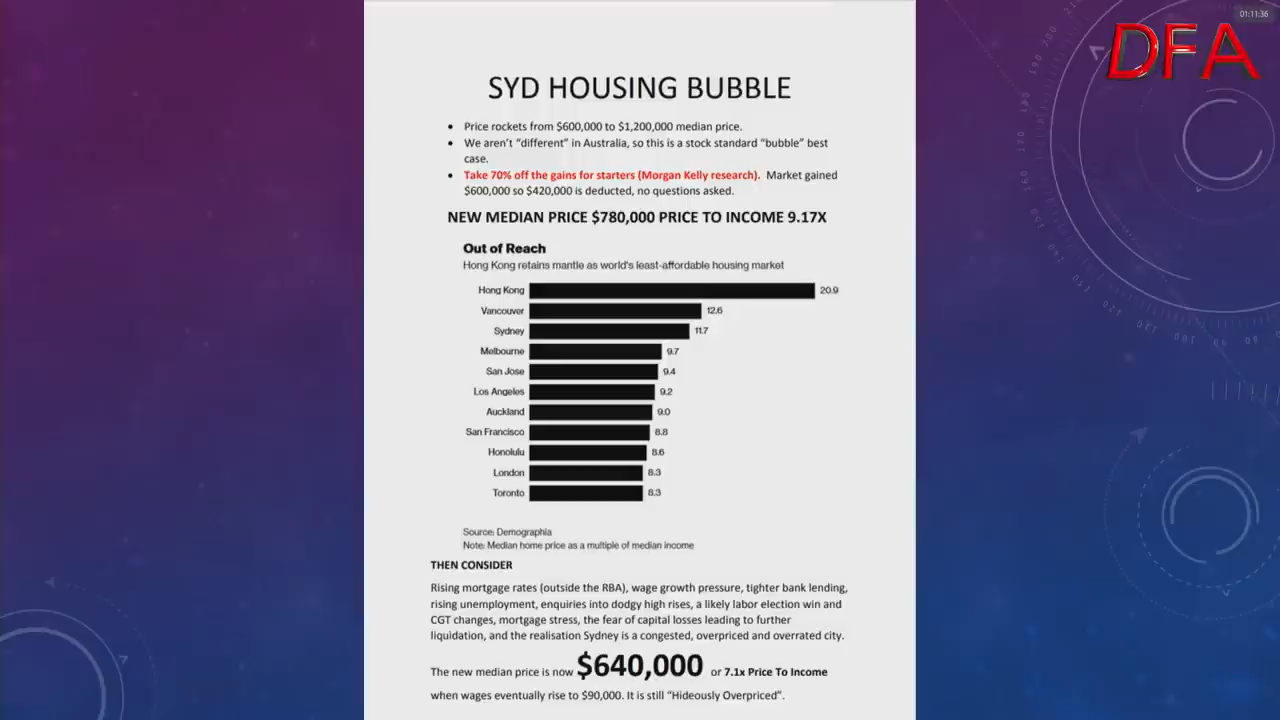 01:11:36
DFA
SYD HOUSING BUBBLE
• Price rockets from $600,000 to $1,200,000 median price.
• We aren't "different" in Australia, so this is a stock standard "bubble" best
case.
• Take 70% off the gains for starters (Morgan Kelly research). Market gained
$600,000 so $420,000 is deducted, no questions asked.
NEW MEDIAN PRICE $780,000 PRICE TO INCOME 9.17X
Out of Reach
Hong Kong retains mantle as world's least-affordable housing market
Hong Kong 20.9
Vancouver 12.6
Sydney 11.7
Melbourne 9.7
San Jose 9.4
Los Angeles 9.2
Auckland 9.0
San Francisco 8.8
Honolulu 8.6
London 8.3
Toronto 8.3
Source: Demographia
Note: Median home price as a multiple of median income
THEN CONSIDER
Rising mortgage rates (outside the RBA), wage growth pressure, tighter bank lending,
rising unemployment, enquiries into dodgy high rises, a likely labor election win and
CGT changes, mortgage stress, the fear of capital losses leading to further
liquidation, and the realisation Sydney is a congested, overpriced and overrated city.
The new median price is now $640,000 or 7.1x Price To Income
when wages eventually rise to $90,000. It is still "Hideously Overpriced".